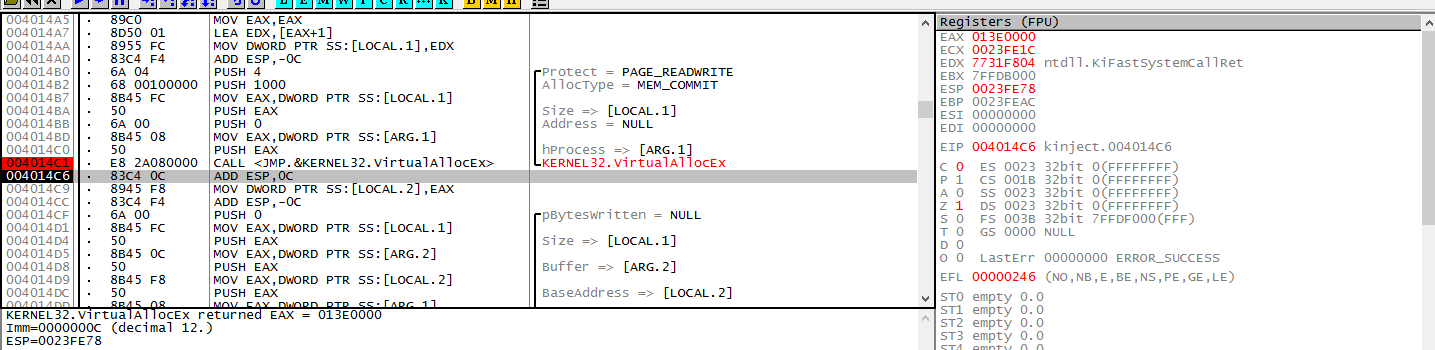 L E M W T C R ... K B M H
004014A5 · 89C0 MOV EAX,EAX
004014A7 · 8D50 01 LEA EDX,[EAX+1]
004014AA · 8955 FC MOV DWORD PTR SS:[LOCAL.1],EDX
004014AD · 83C4 F4 ADD ESP,-0C
004014B0 · 6A 04 PUSH 4 Protect = PAGE_READWRITE
004014B2 · 68 00100000 PUSH 1000 AllocType = MEM_COMMIT
004014B7 · 8B45 FC MOV EAX,DWORD PTR SS:[LOCAL.1]
004014BA · 50 PUSH EAX Size => [LOCAL.1]
004014BB · 6A 00 PUSH 0 Address = NULL
004014BD · 8B45 08 MOV EAX,DWORD PTR SS:[ARG.1]
004014C0 · 50 PUSH EAX hProcess => [ARG.1]
004014C1 · E8 2A080000 CALL <JMP.&KERNEL32.VirtualAllocEx> KERNEL32.VirtualAllocEx
004014C6 · 83C4 0C ADD ESP,0C
004014C9 · 8945 F8 MOV DWORD PTR SS:[LOCAL.2],EAX
004014CC · 83C4 F4 ADD ESP,-0C
004014CF · 6A 00 PUSH 0 pBytesWritten = NULL
004014D1 · 8B45 FC MOV EAX,DWORD PTR SS:[LOCAL.1]
004014D4 · 50 PUSH EAX Size => [LOCAL.1]
004014D5 · 8B45 0C MOV EAX,DWORD PTR SS:[ARG.2]
004014D8 · 50 PUSH EAX Buffer => [ARG.2]
004014D9 · 8B45 F8 MOV EAX,DWORD PTR SS:[LOCAL.2]
004014DC · 50 PUSH EAX BaseAddress => [LOCAL.2]
004014DD · 8B45 08 MOV EAX,DWORD PTR SS:[ARG.1]
KERNEL32.VirtualAllocEx returned EAX = 013E0000
Imm=0000000C (decimal 12.)
ESP=0023FE78
Registers (FPU)
EAX 013E0000
ECX 0023FE1C
EDX 7731F804 ntdll.KiFastSystemCallRet
EBX 7FFDB000
ESP 0023FE78
EBP 0023FEAC
ESI 00000000
EDI 00000000
EIP 004014C6 kinject.004014C6
C 0 ES 0023 32bit 0(FFFFFFFF)
P 1 CS 001B 32bit 0(FFFFFFFF)
A 0 SS 0023 32bit 0(FFFFFFFF)
Z 1 DS 0023 32bit 0(FFFFFFFF)
S 0 FS 003B 32bit 7FFDF000(FFF)
T 0 GS 0000 NULL
D 0
O 0 LastErr 00000000 ERROR_SUCCESS
EFL 00000246 (NO,NB,E,BE,NS,PE,GE,LE)
ST0 empty 0.0
ST1 empty 0.0
ST2 empty 0.0
ST3 empty 0.0
ST4 empty 0.0